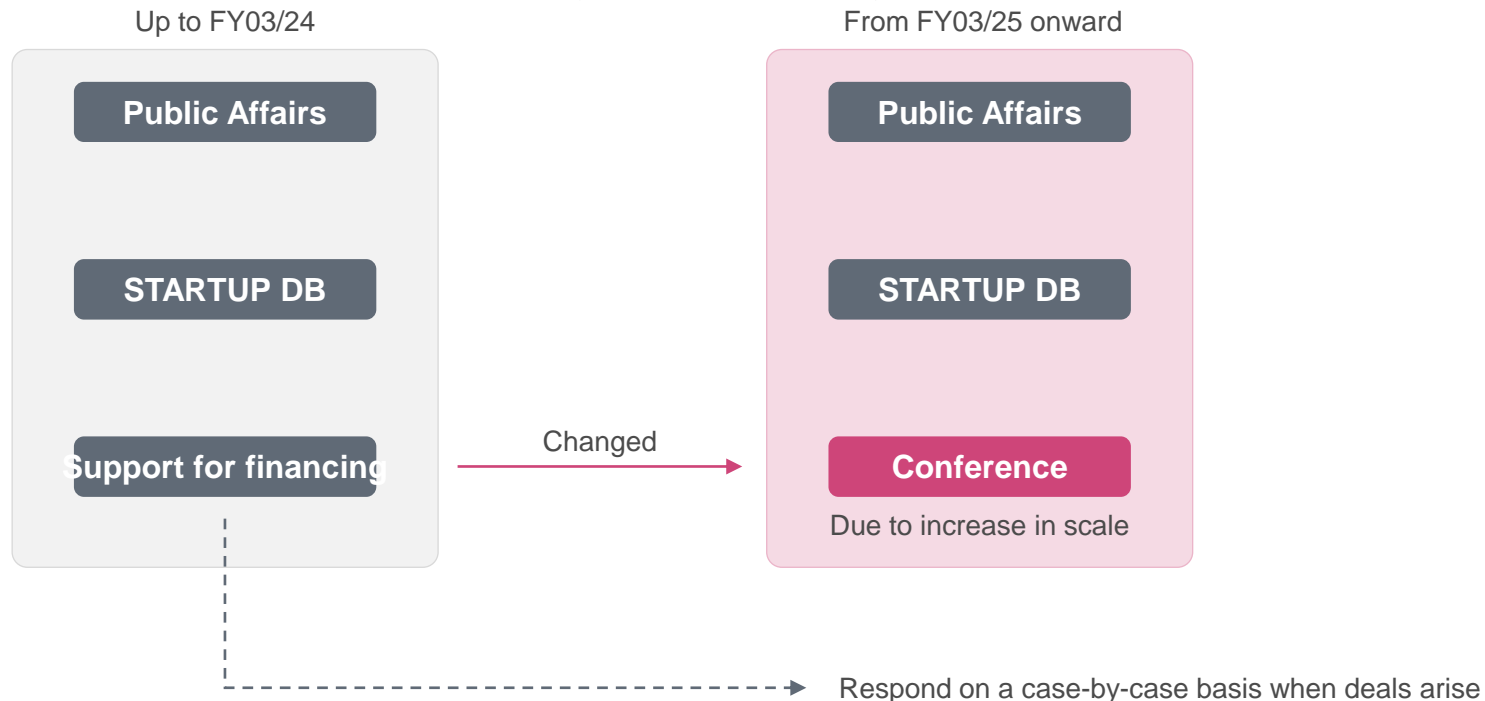 Up to FY03/24
Public Affairs
STARTUP DB
Support for financing
Changed
From FY03/25 onward
Public Affairs
STARTUP DB
Conference
Due to increase in scale
Respond on a case-by-case basis when deals arise